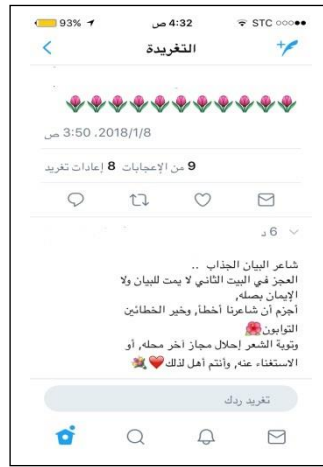 93% 4:32 ص STC
التغريدة
🌷🌷🌷🌷🌷🌷🌷🌷🌷🌷
2018/1/8، 3:50 ص
9 من الإعجابات 8 إعادات تغريد
6 د
شاعر البيان الجذاب ..
العجز في البيت الثاني لا يمت للبيان ولا
الإيمان بصله,
أجزم أن شاعرنا أخطأ, وخير الخطائين
التوابون🌺
وتوبة الشعر إحلال مجاز آخر محله, أو
الاستغناء عنه, وأنتم أهل لذلك❤️💐
تغريد ردك